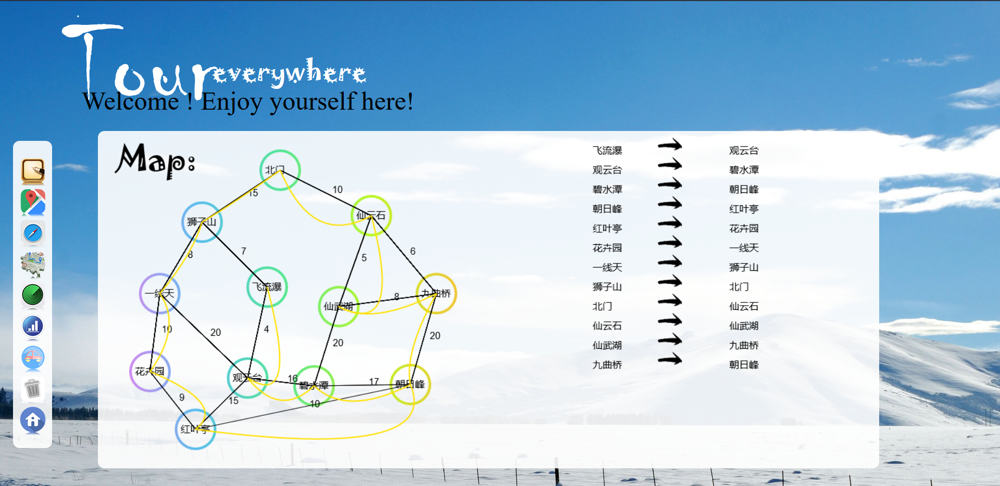 Tour everywhere
Welcome ! Enjoy yourself here!
Map:
北门
15
10
狮子山
仙云石
8
7
5
6
一线天
飞流瀑
仙武湖
8
九曲桥
10
20
4
20
20
花卉园
观云台
16
碧水潭
17
朝日峰
9
15
10
红叶亭
飞流瀑 观云台
观云台 碧水潭
碧水潭 朝日峰
朝日峰 红叶亭
红叶亭 花卉园
花卉园 一线天
一线天 狮子山
狮子山 北门
北门 仙云石
仙云石 仙武湖
仙武湖 九曲桥
九曲桥 朝日峰